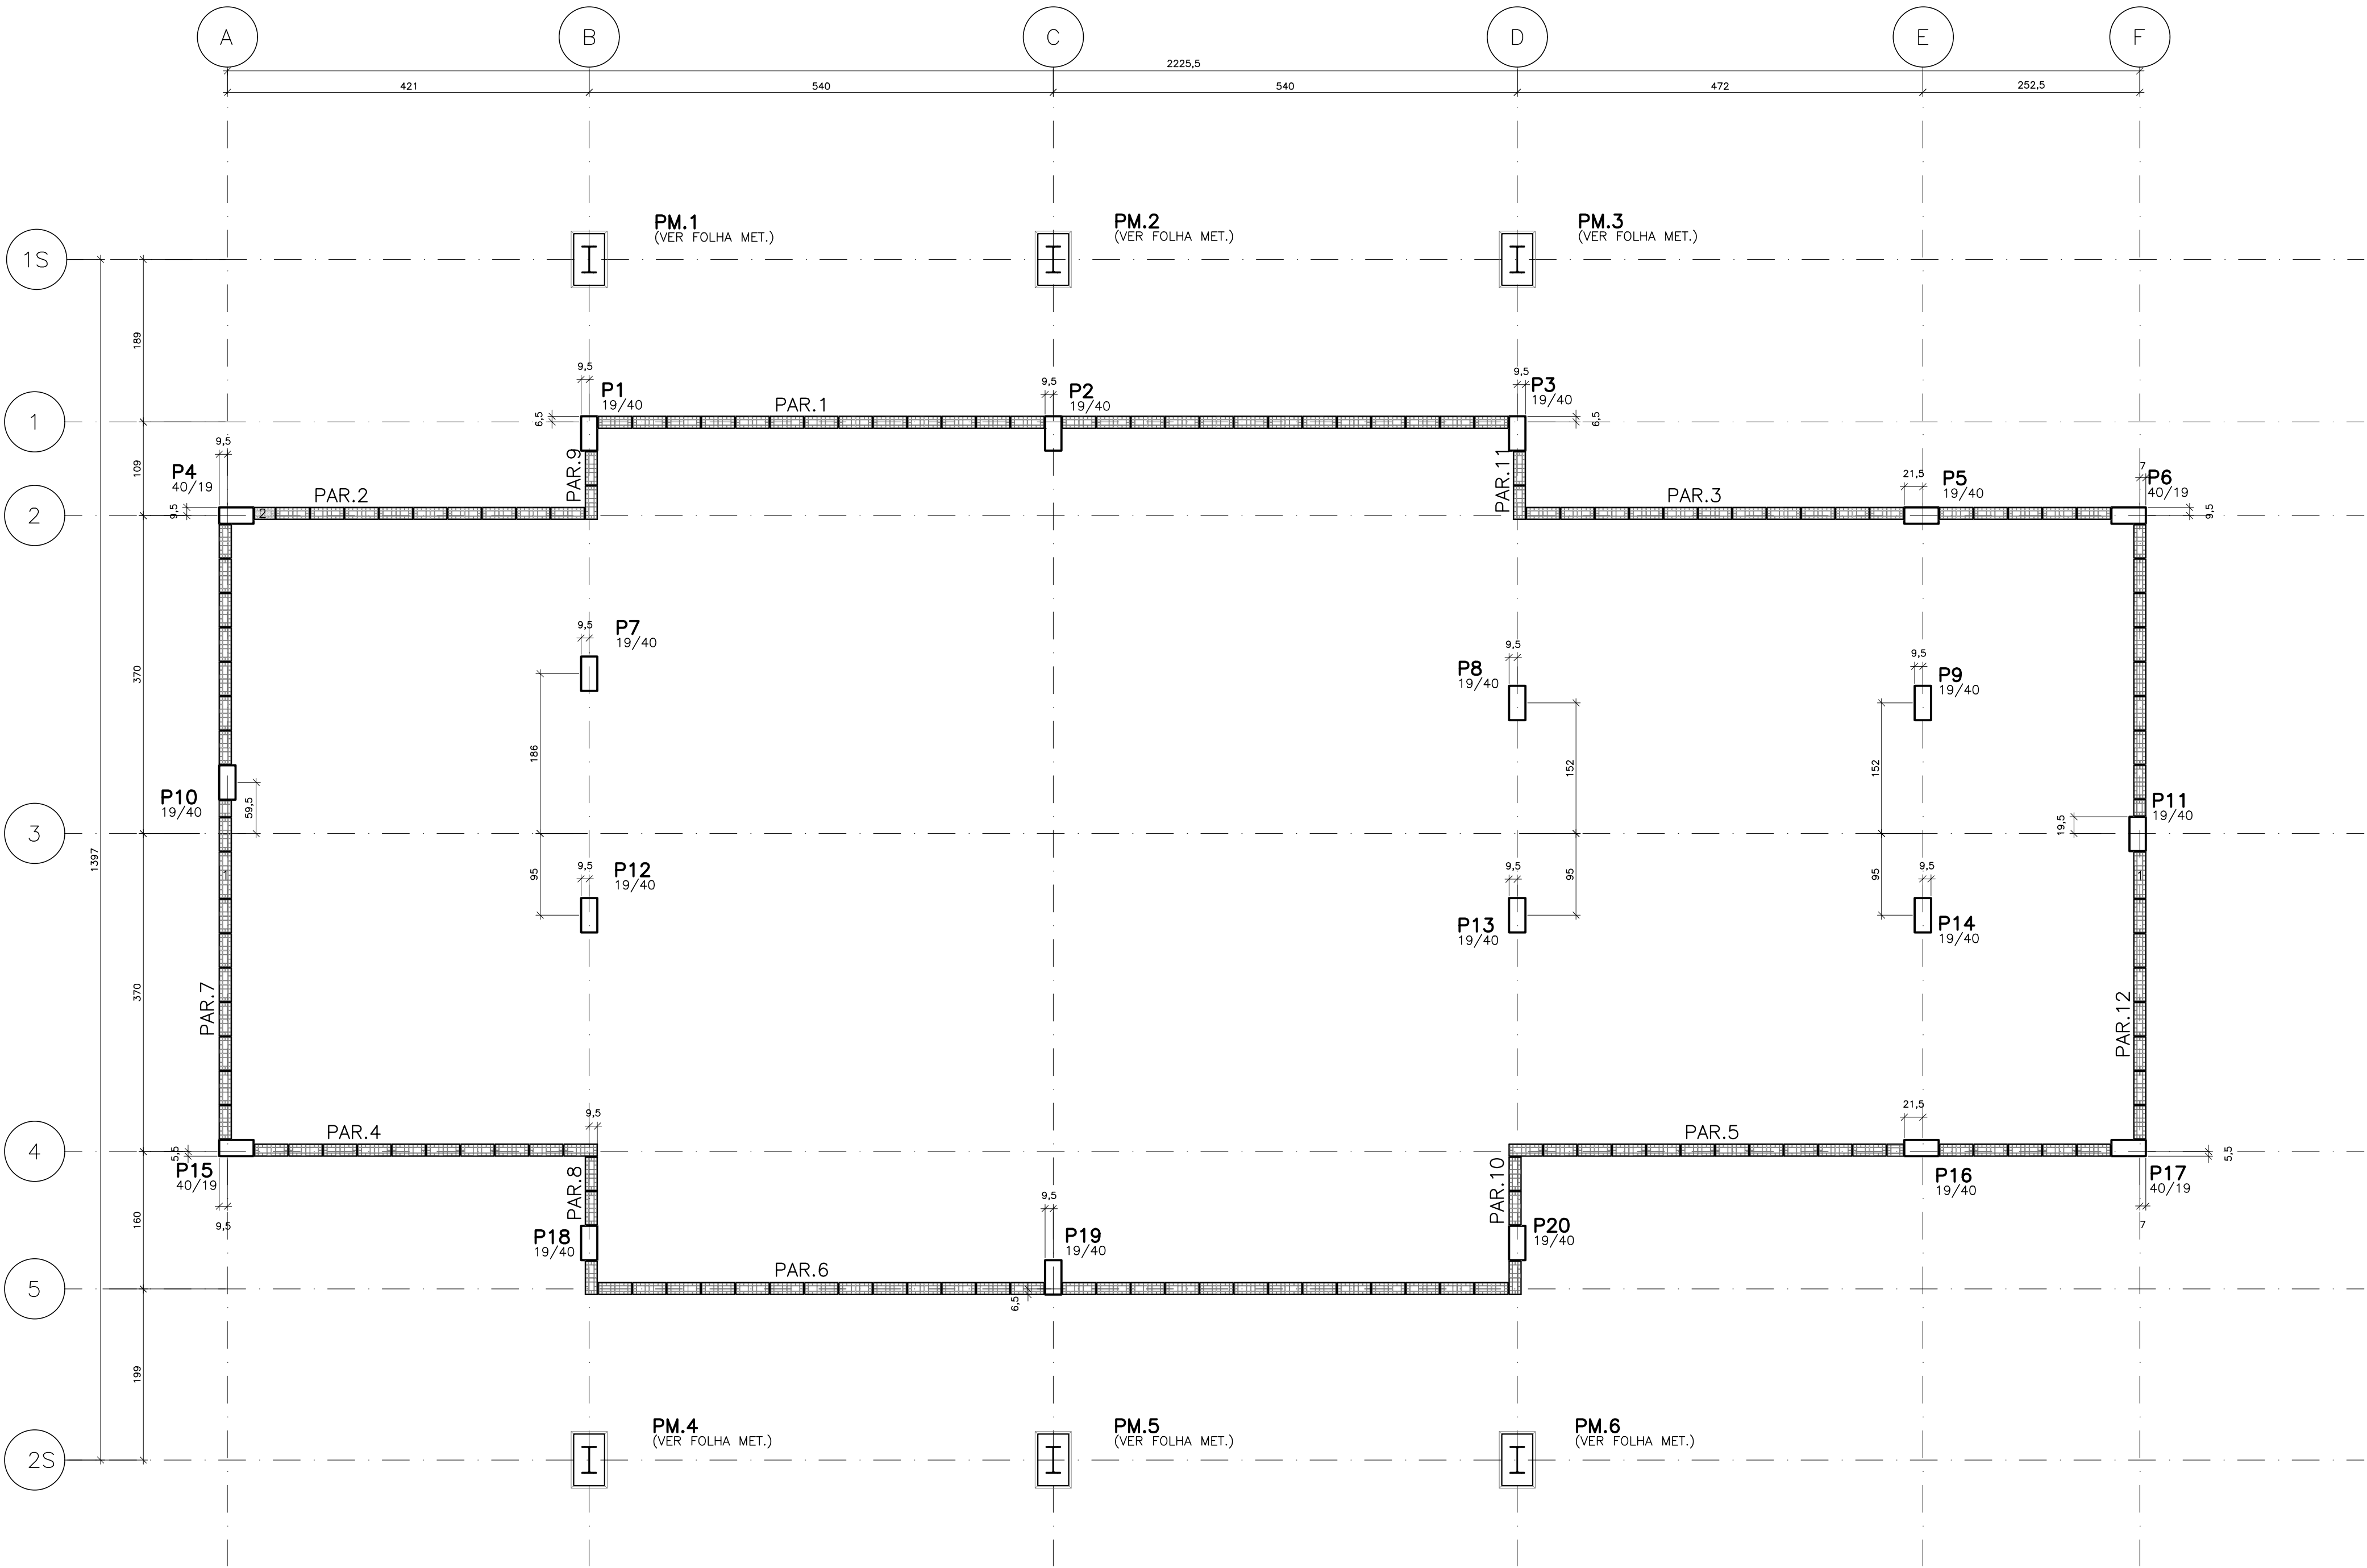 A B C D E F
2225,5
421 540 540 472 252,5
PM.1
(VER FOLHA MET.)
PM.2
(VER FOLHA MET.)
PM.3
(VER FOLHA MET.)
1S
189
9,5
P1
19/40
6,5
PAR.1
9,5
P2
19/40
9,5
P3
19/40
6,5
1
109
9,5
P4
40/19
9,5
2
PAR.2
PAR.9
PAR.11
PAR.3
21,5
P5
19/40
7
P6
40/19
9,5
2
370
9,5
P7
19/40
186
9,5
P8
19/40
152
9,5
P9
19/40
152
P10
19/40
59,5
P11
19/40
19,5
3
1397
9,5
P12
19/40
95
9,5
P13
19/40
95
9,5
P14
19/40
95
1
1
370
PAR.7
PAR.12
9,5
PAR.4
PAR.5
21,5
4
5,5
P15
40/19
9,5
PAR.8
PAR.10
P16
19/40
P17
40/19
5,5
7
160
P18
19/40
9,5
P19
19/40
P20
19/40
PAR.6
6,5
5
199
PM.4
(VER FOLHA MET.)
PM.5
(VER FOLHA MET.)
PM.6
(VER FOLHA MET.)
2S